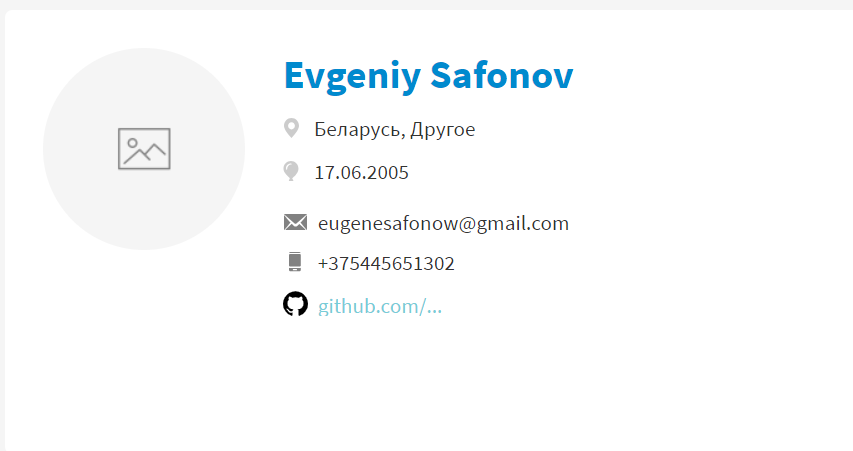 Evgeniy Safonov
Беларусь, Другое
17.06.2005
eugenesafonow@gmail.com
+375445651302
github.com/...